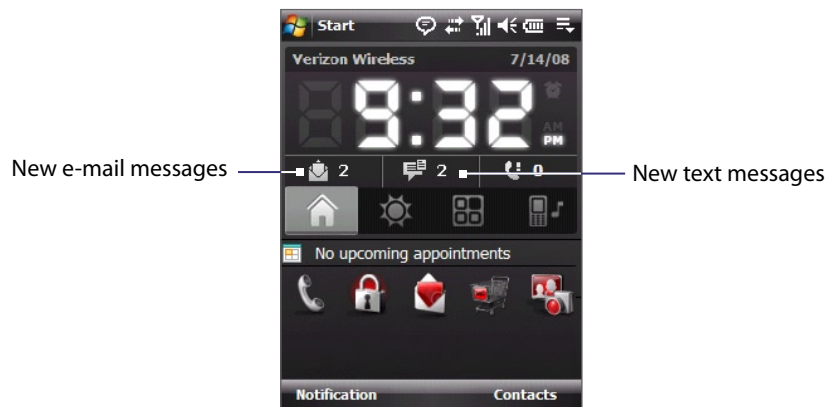 Start
Verizon Wireless 7/14/08
9:32 AM PM
New e-mail messages 2 2 0 New text messages
No upcoming appointments
Notification Contacts